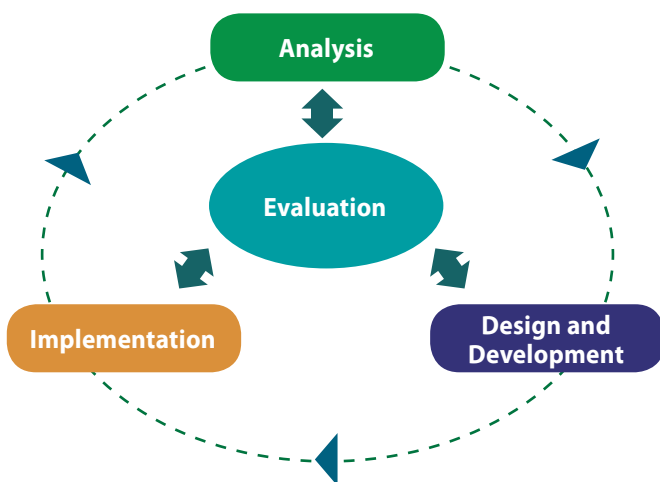 Analysis
Evaluation
Implementation
Design and
Development